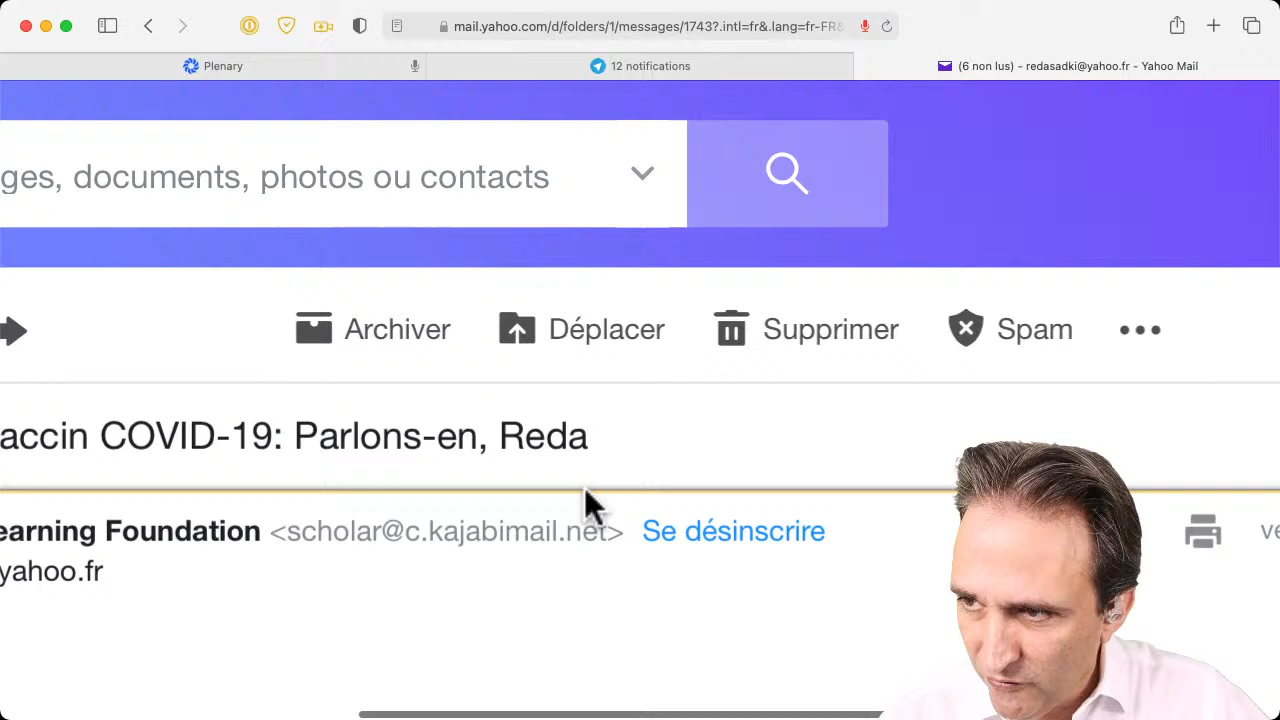 mail.yahoo.com/d/folders/1/messages/1743?.intl=fr&.lang=fr-FR&
Plenary
12 notifications
(6 non lus) - redasadki@yahoo.fr - Yahoo Mail
ges, documents, photos ou contacts
Archiver
Déplacer
Supprimer
Spam
accin COVID-19: Parlons-en, Reda
earning Foundation <scholar@c.kajabimail.net> Se désinscrire
ve
yahoo.fr